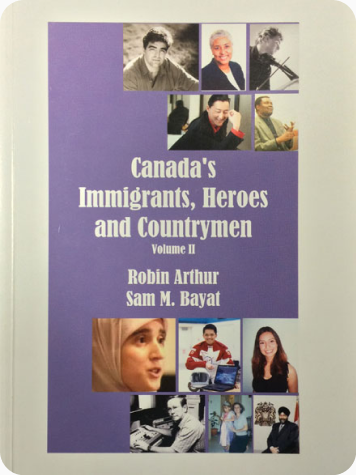 Canada's
Immigrants, Heroes
and Countrymen
Volume II
Robin Arthur
Sam M. Bayat